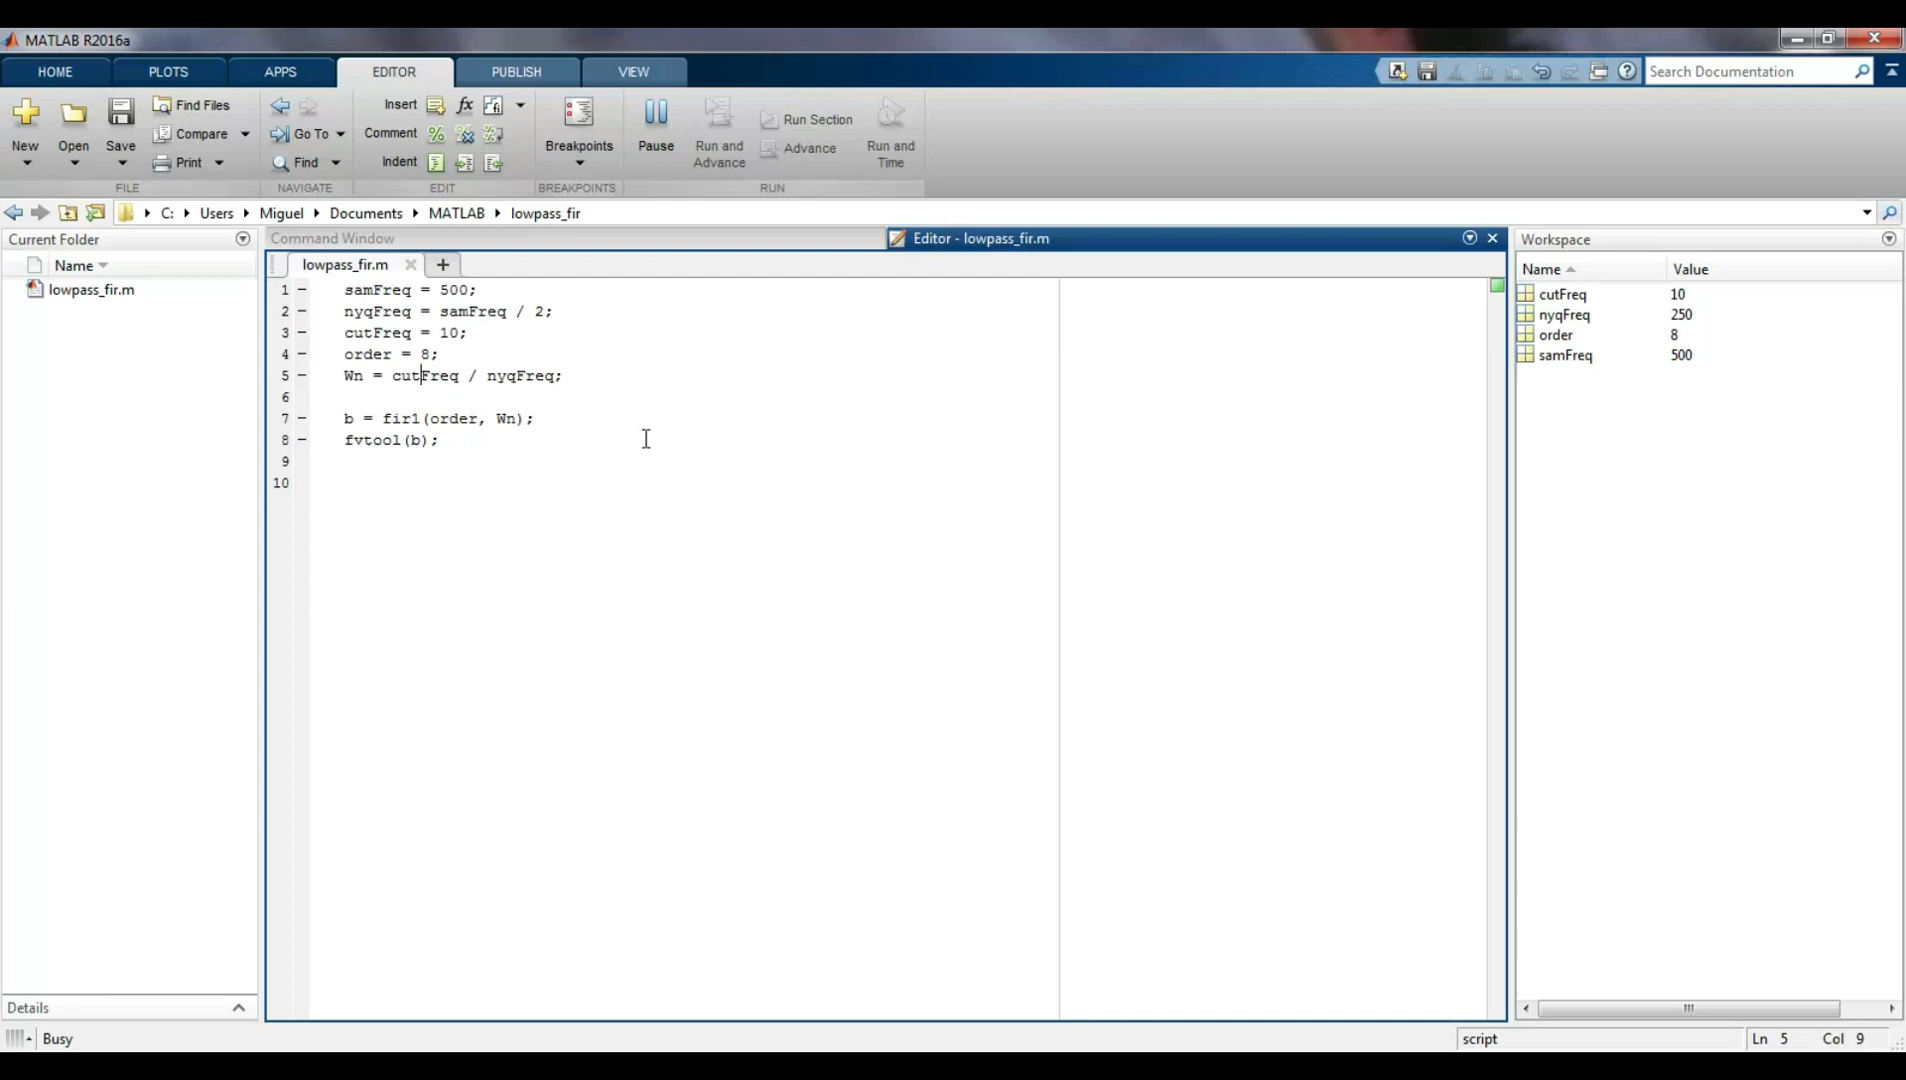 MATLAB R2016a
HOME PLOTS APPS EDITOR PUBLISH VIEW Search Documentation
New Open Save Find Files Compare Print
Go To Find
Insert fx
Comment
Indent
Breakpoints Pause Run and Advance Run Section Advance Run and Time
FILE NAVIGATE EDIT BREAKPOINTS RUN
C: Users Miguel Documents MATLAB lowpass_fir
Current Folder
Name
lowpass_fir.m
Details
Command Window
Editor - lowpass_fir.m
lowpass_fir.m
1 samFreq = 500;
2 nyqFreq = samFreq / 2;
3 cutFreq = 10;
4 order = 8;
5 Wn = cutFreq / nyqFreq;
6
7 b = fir1(order, Wn);
8 fvtool(b);
9
10
Workspace
Name Value
cutFreq 10
nyqFreq 250
order 8
samFreq 500
Busy script Ln 5 Col 9